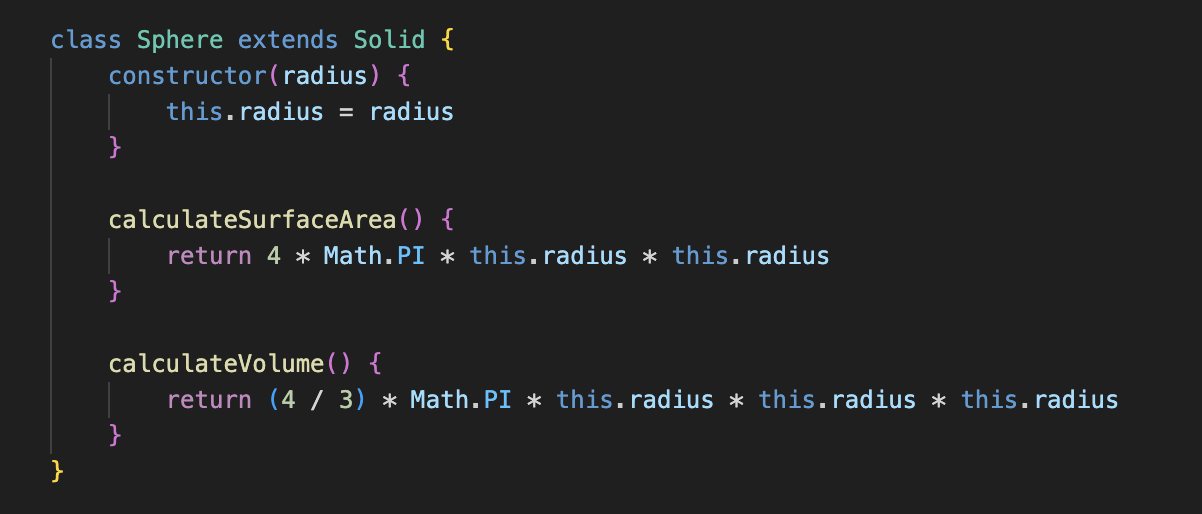 class Sphere extends Solid {
    constructor(radius) {
        this.radius = radius
    }

    calculateSurfaceArea() {
        return 4 * Math.PI * this.radius * this.radius
    }

    calculateVolume() {
        return (4 / 3) * Math.PI * this.radius * this.radius * this.radius
    }
}